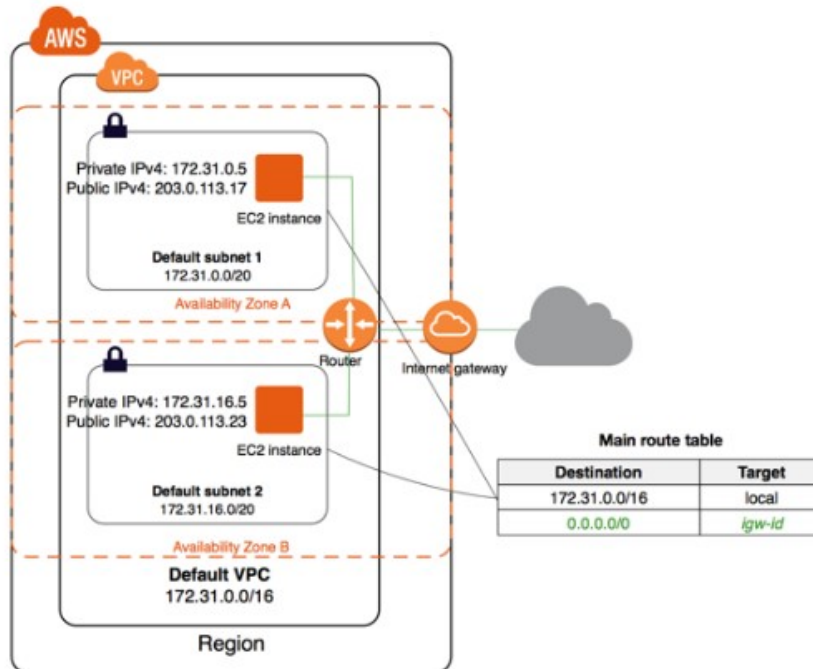 AWS
VPC
Private IPv4: 172.31.0.5
Public IPv4: 203.0.113.17
EC2 instance
Default subnet 1
172.31.0.0/20
Availability Zone A
Router
Internet gateway
Private IPv4: 172.31.16.5
Public IPv4: 203.0.113.23
EC2 instance
Default subnet 2
172.31.16.0/20
Availability Zone B
Default VPC
172.31.0.0/16
Region
Main route table
Destination Target
172.31.0.0/16 local
0.0.0.0/0 igw-id